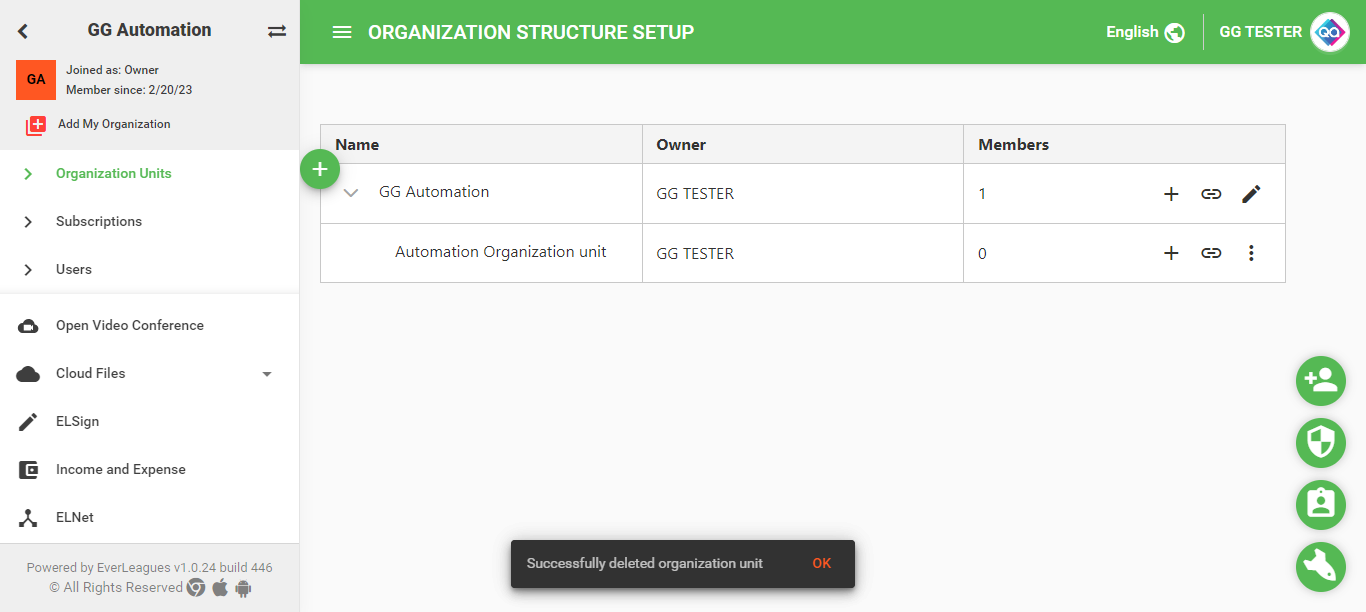 GG Automation
GA
Joined as: Owner
Member since: 2/20/23
Add My Organization
Organization Units
Subscriptions
Users
Open Video Conference
Cloud Files
ELSign
Income and Expense
ELNet
Powered by EverLeagues v1.0.24 build 446
© All Rights Reserved
ORGANIZATION STRUCTURE SETUP
English
GG TESTER
Name Owner Members
GG Automation GG TESTER 1
Automation Organization unit GG TESTER 0
Successfully deleted organization unit OK